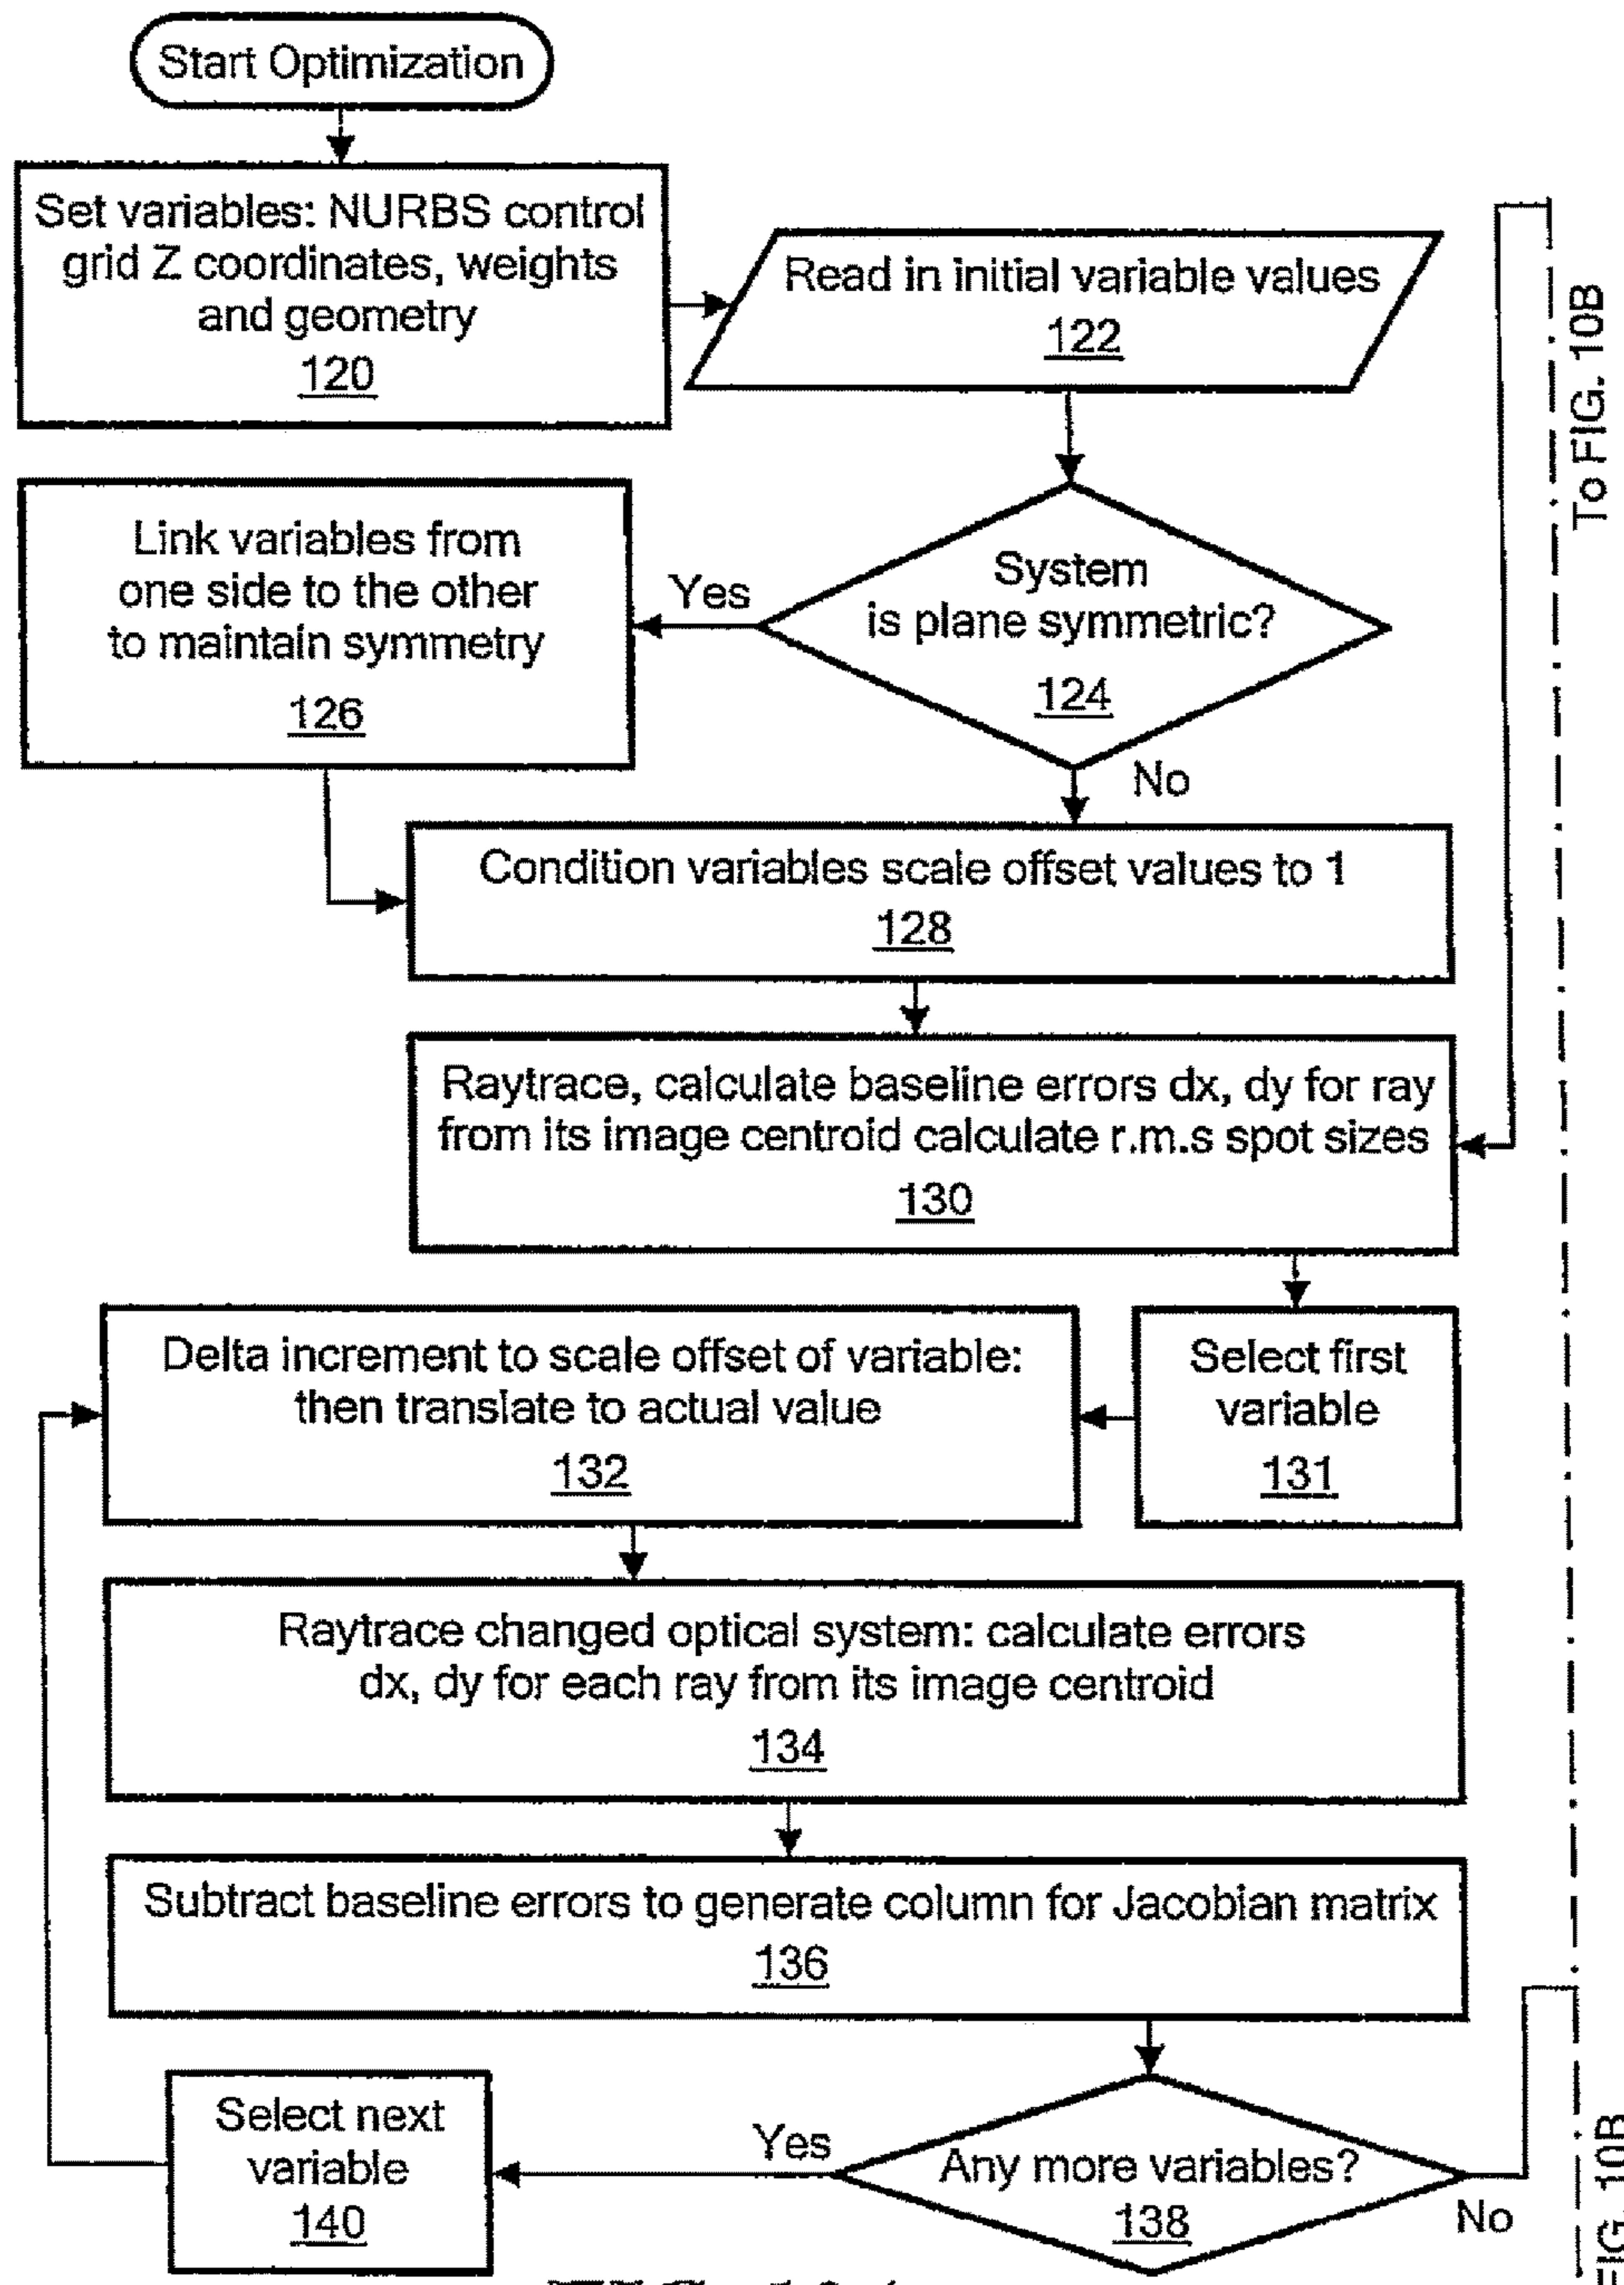 Start Optimization
Set variables: NURBS control
grid Z coordinates, weights
and geometry
120
Read in initial variable values
122
To FIG. 10B
System
is plane symmetric?
124
Yes
No
Link variables from
one side to the other
to maintain symmetry
126
Condition variables scale offset values to 1
128
Raytrace, calculate baseline errors dx, dy for ray
from its image centroid calculate r.m.s spot sizes
130
Select first
variable
131
Delta increment to scale offset of variable:
then translate to actual value
132
Raytrace changed optical system: calculate errors
dx, dy for each ray from its image centroid
134
Subtract baseline errors to generate column for Jacobian matrix
136
Any more variables?
138
Yes
No
Select next
variable
140
FIG. 10B